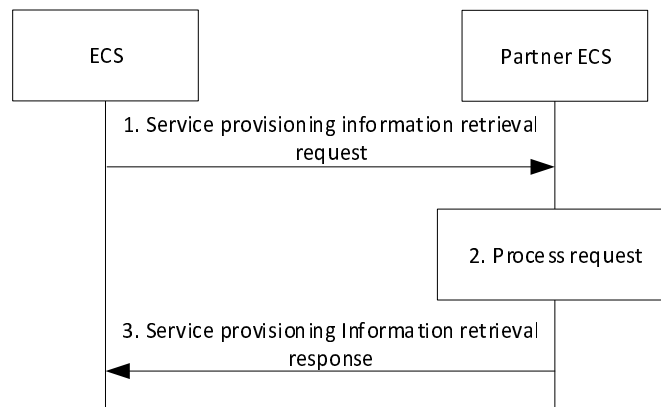 ECS
Partner ECS
1. Service provisioning information retrieval
request
2. Process request
3. Service provisioning Information retrieval
response